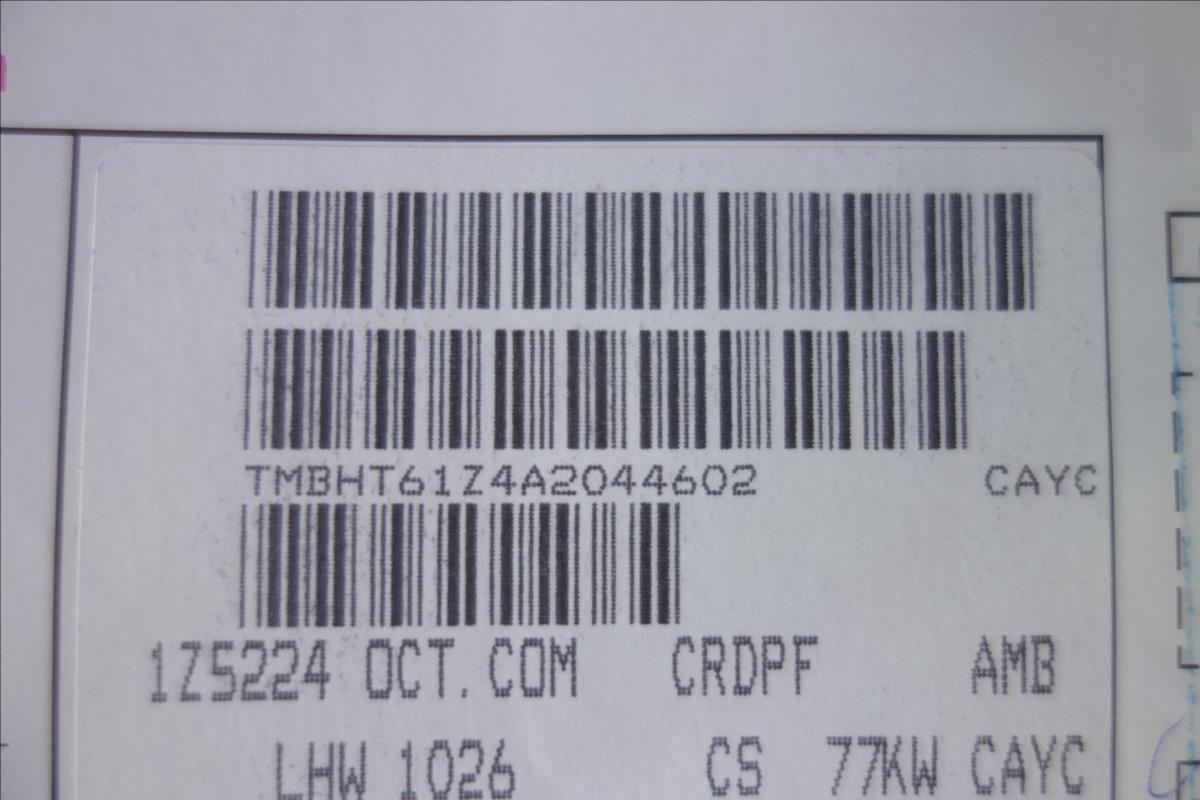 TMBHT61Z4A2044602 CAYC
1Z5224 OCT.COM CRDPF AMB
LHW 1026 CS 77KW CAYC